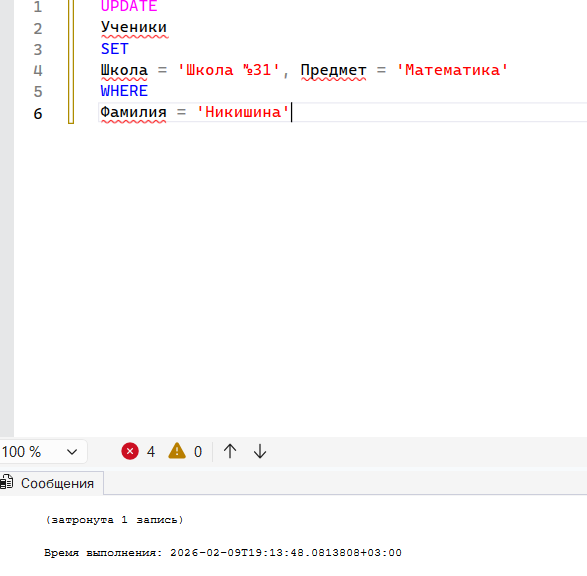 1 UPDATE
2 Ученики
3 SET
4 Школа = 'Школа №31', Предмет = 'Математика'
5 WHERE
6 Фамилия = 'Никишина'
100 % 4 0
Сообщения
(затронута 1 запись)
Время выполнения: 2026-02-09T19:13:48.0813808+03:00